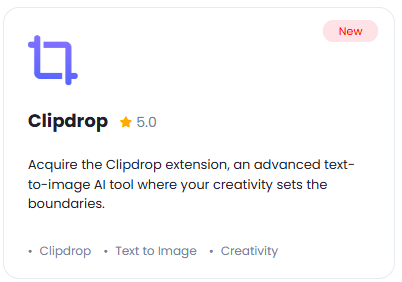 New
Clipdrop 5.0
Acquire the Clipdrop extension, an advanced text-
to-image AI tool where your creativity sets the
boundaries.
• Clipdrop • Text to Image • Creativity